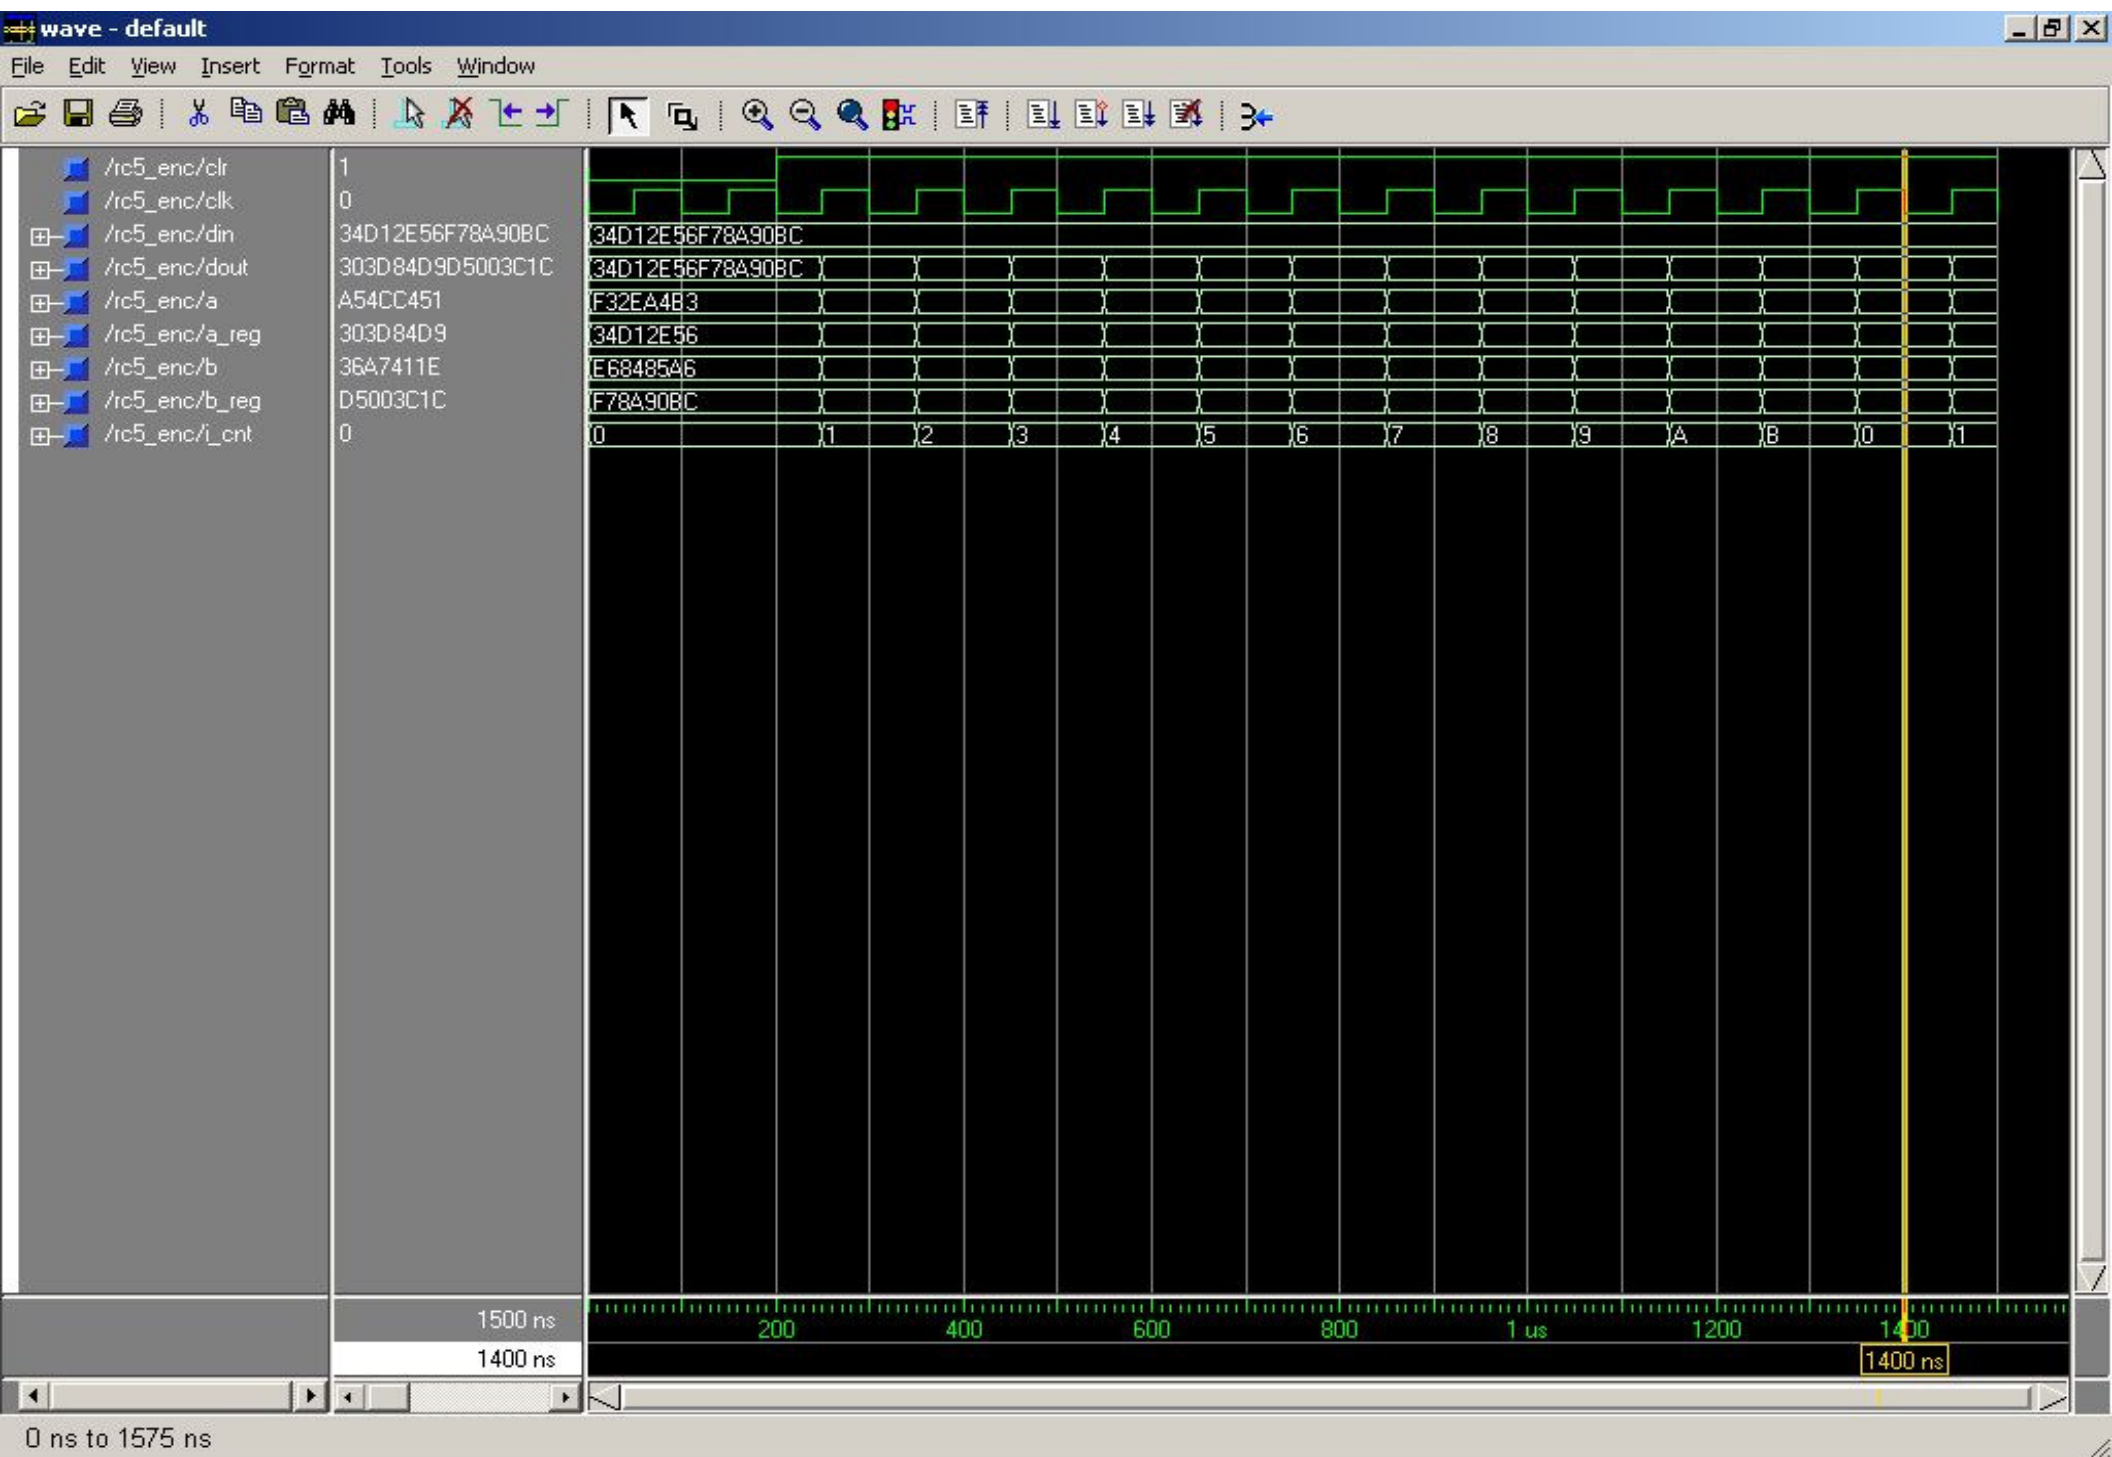 wave - default
File Edit View Insert Format Tools Window
/rc5_enc/clr 1
/rc5_enc/clk 0
/rc5_enc/din 34D12E56F78A90BC 34D12E56F78A90BC
/rc5_enc/dout 303D84D9D5003C1C 34D12E56F78A90BC
/rc5_enc/a A54CC451 F32EA4B3
/rc5_enc/a_reg 303D84D9 34D12E56
/rc5_enc/b 36A7411E E68485A6
/rc5_enc/b_reg D5003C1C F78A90BC
/rc5_enc/i_cnt 0 0 1 2 3 4 5 6 7 8 9 A B 0 1
1500 ns 200 400 600 800 1 us 1200 1400
1400 ns 1400 ns
0 ns to 1575 ns